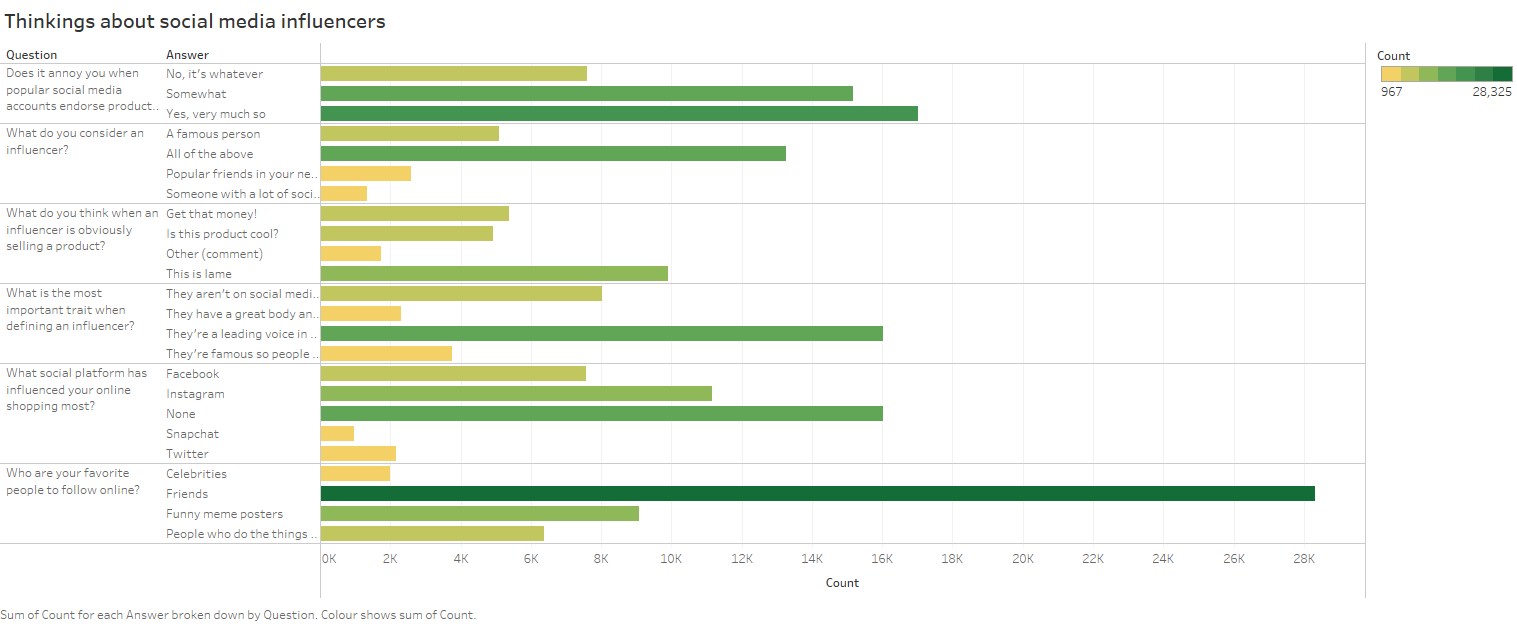 Thinkings about social media influencers
Question Answer
Count
967 28,325
Does it annoy you when
popular social media
accounts endorse product..
No, it's whatever
Somewhat
Yes, very much so
What do you consider an
influencer?
A famous person
All of the above
Popular friends in your ne..
Someone with a lot of soci..
What do you think when an
influencer is obviously
selling a product?
Get that money!
Is this product cool?
Other (comment)
This is lame
What is the most
important trait when
defining an influencer?
They aren't on social medi..
They have a great body an..
They're a leading voice in ..
They're famous so people ..
What social platform has
influenced your online
shopping most?
Facebook
Instagram
None
Snapchat
Twitter
Who are your favorite
people to follow online?
Celebrities
Friends
Funny meme posters
People who do the things ..
0K 2K 4K 6K 8K 10K 12K 14K 16K 18K 20K 22K 24K 26K 28K
Count
Sum of Count for each Answer broken down by Question. Colour shows sum of Count.